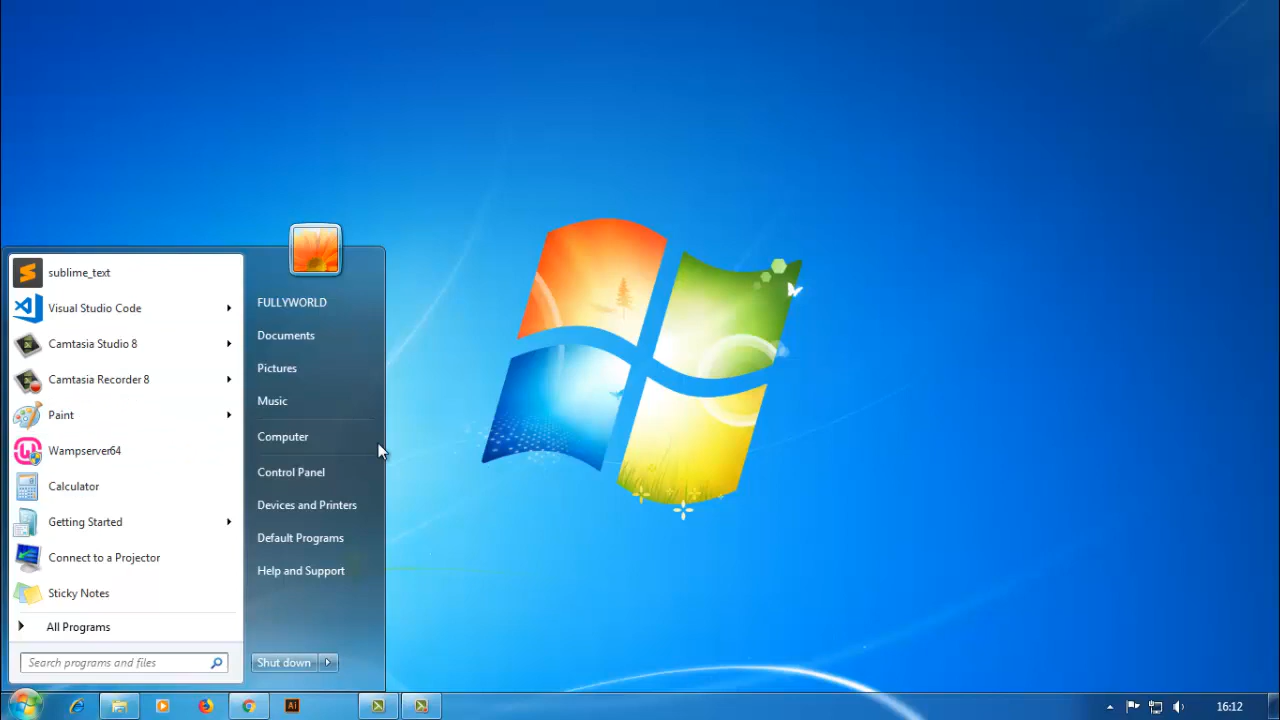 sublime_text
Visual Studio Code
Camtasia Studio 8
Camtasia Recorder 8
Paint
Wampserver64
Calculator
Getting Started
Connect to a Projector
Sticky Notes
All Programs
Search programs and files
FULLYWORLD
Documents
Pictures
Music
Computer
Control Panel
Devices and Printers
Default Programs
Help and Support
Shut down
Ai
16:12